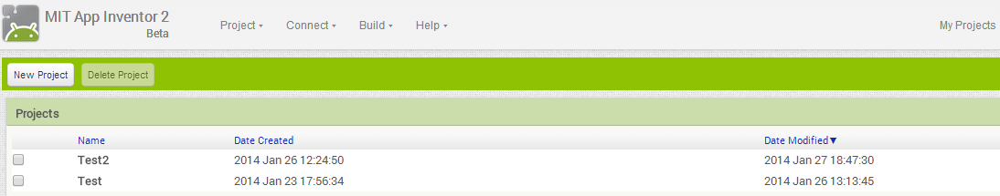 MIT App Inventor 2
Beta
Project Connect Build Help My Projects
New Project Delete Project
Projects
Name Date Created Date Modified▼
Test2 2014 Jan 26 12:24:50 2014 Jan 27 18:47:30
Test 2014 Jan 23 17:56:34 2014 Jan 26 13:13:45